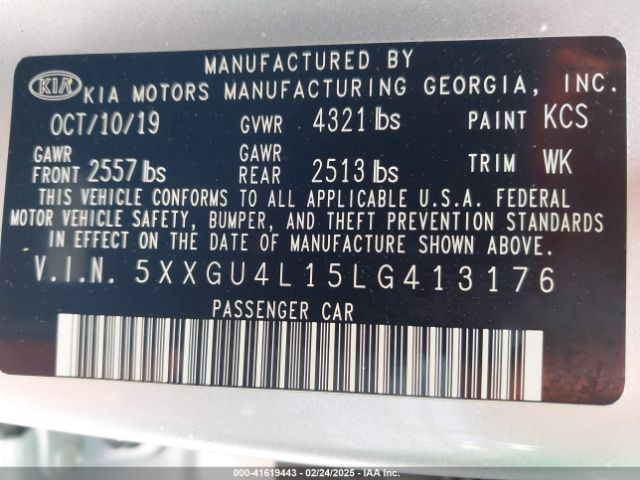 MANUFACTURED BY
KIA KIA MOTORS MANUFACTURING GEORGIA, INC.
OCT/10/19 GVWR 4321 lbs PAINT KCS
GAWR FRONT 2557 lbs GAWR REAR 2513 lbs TRIM WK
THIS VEHICLE CONFORMS TO ALL APPLICABLE U.S.A. FEDERAL
MOTOR VEHICLE SAFETY, BUMPER, AND THEFT PREVENTION STANDARDS
IN EFFECT ON THE DATE OF MANUFACTURE SHOWN ABOVE.
V.I.N. 5XXGU4L15LG413176
PASSENGER CAR
000-41619443 - 02/24/2025 - IAA Inc.